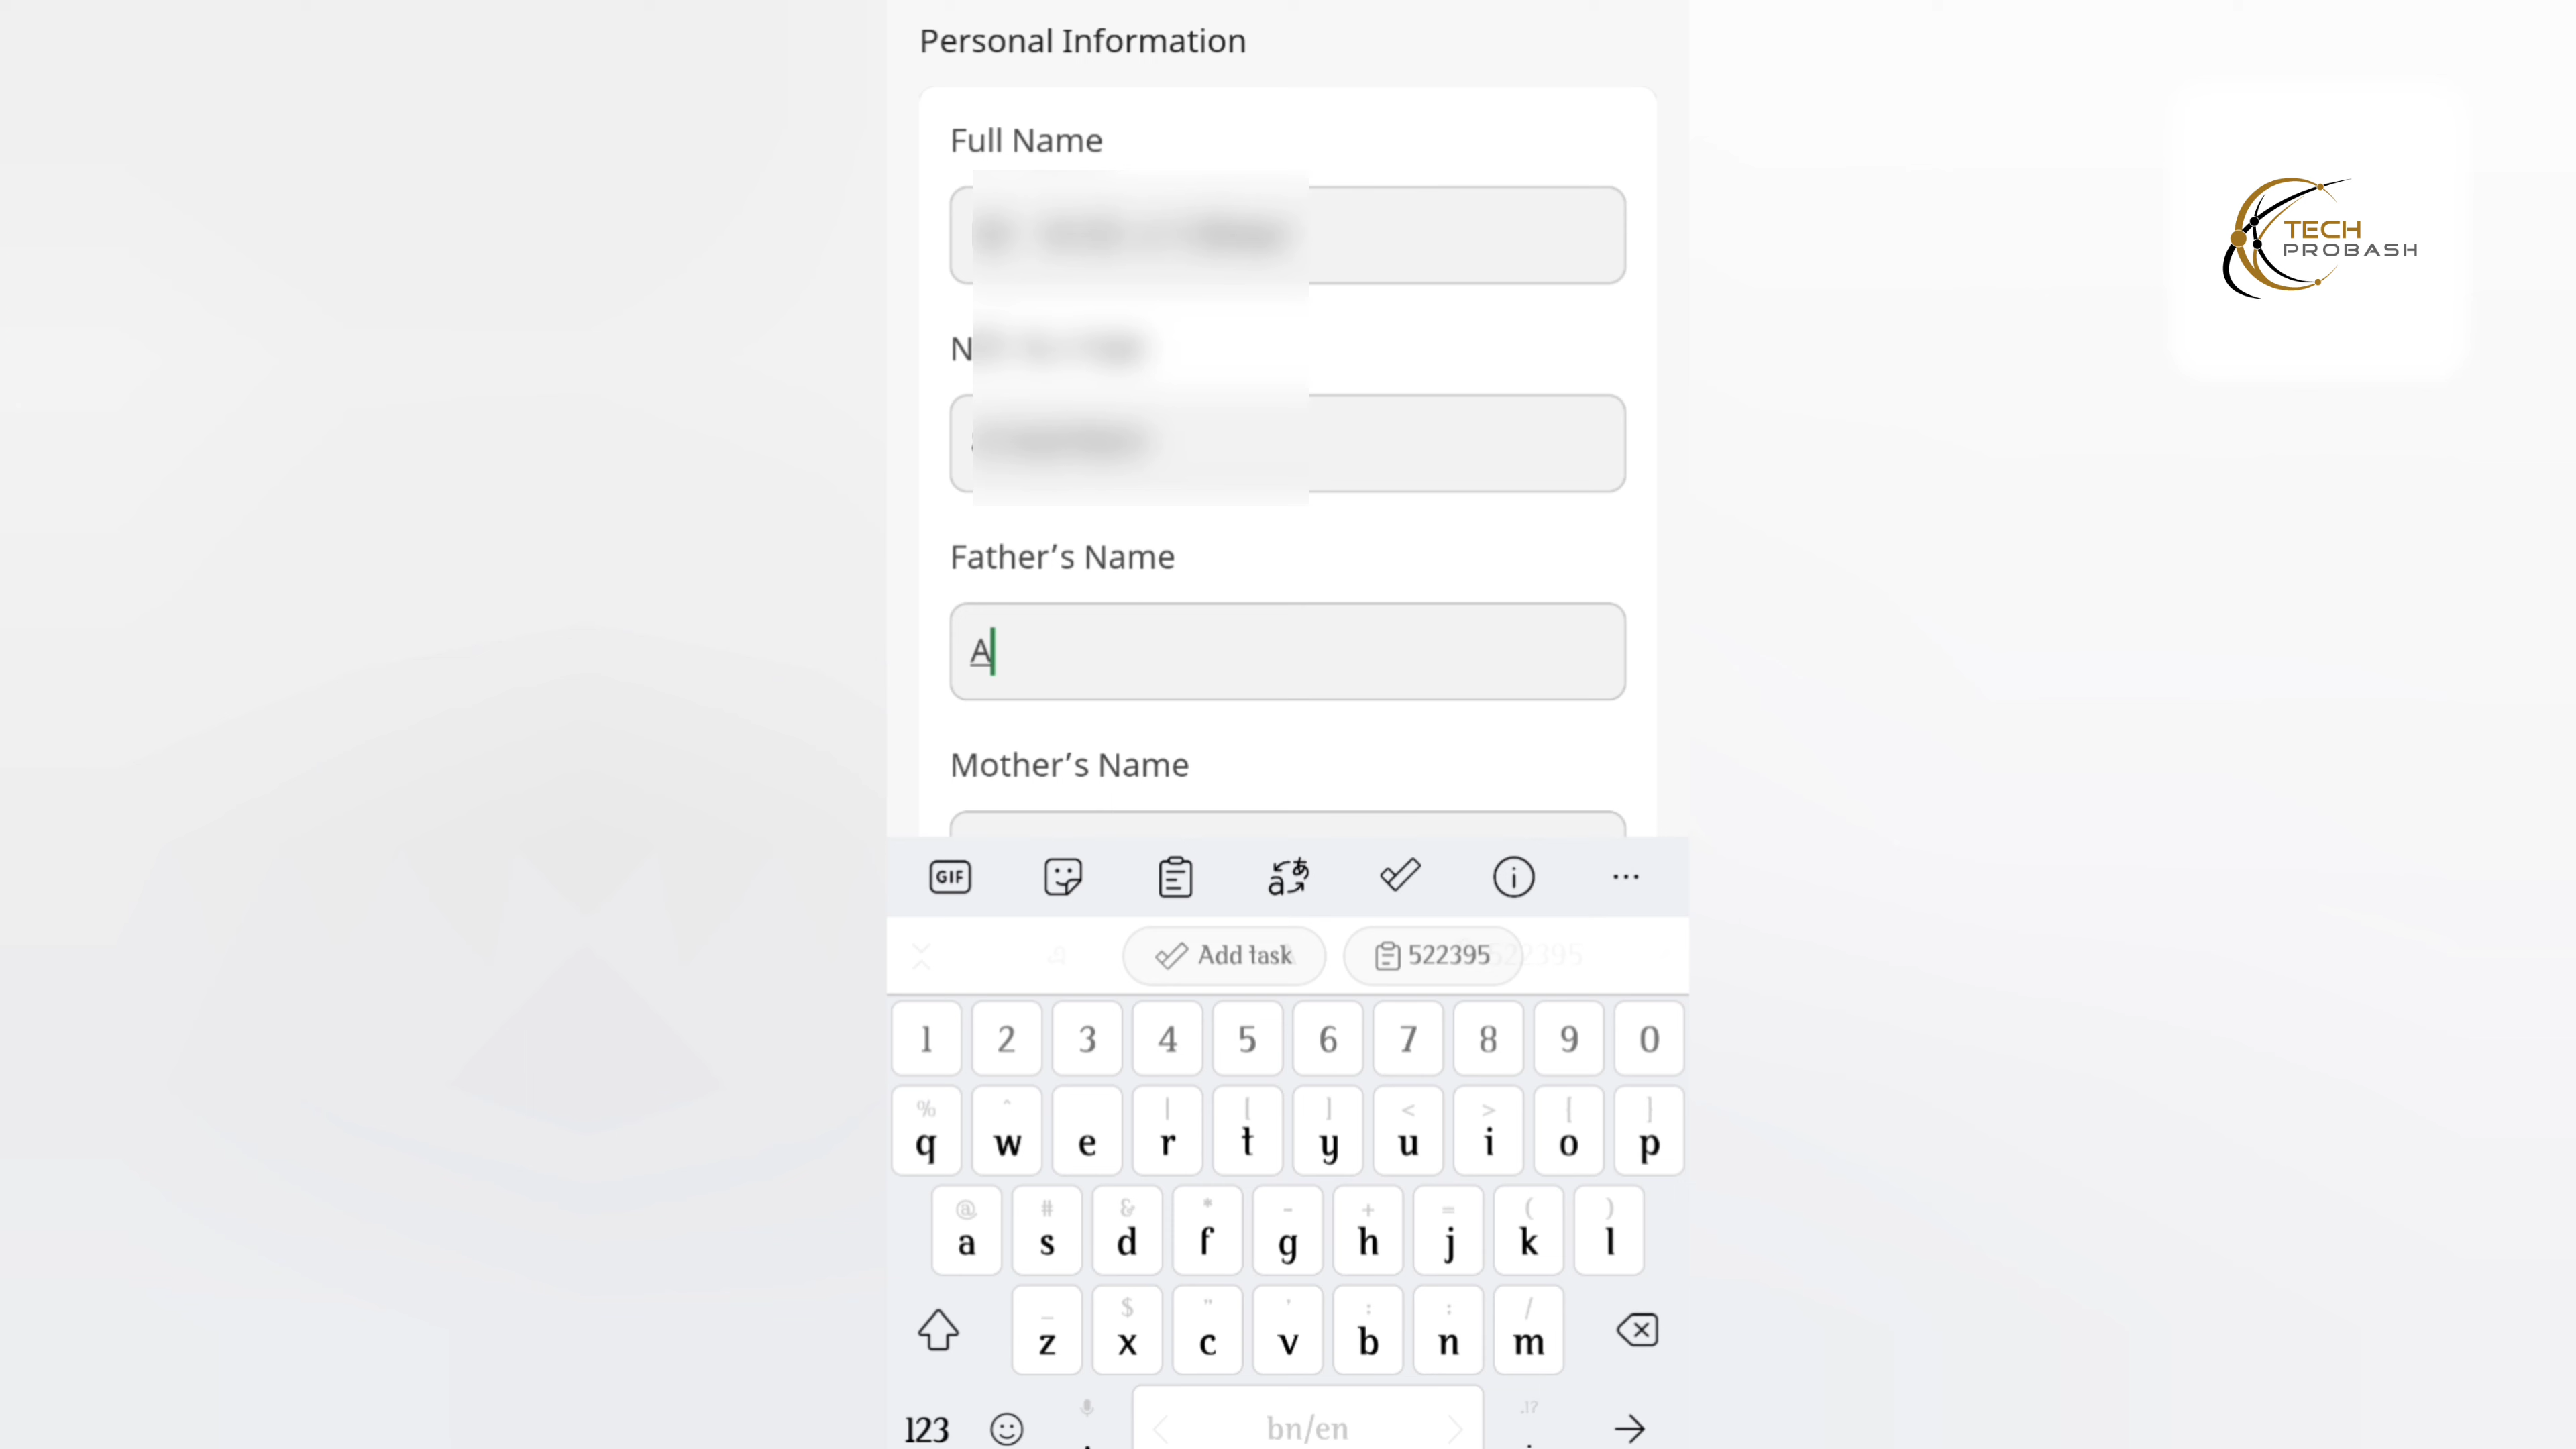 Personal Information
Full Name
TECH
PROBASH
N
Father's Name
A
Mother's Name
GIF
Add task
522395
1 2 3 4 5 6 7 8 9 0
% ^ | [ ] < > { }
q w e r t y u i o p
@ # & * - + = ( )
a s d f g h j k l
_ $ " ' : ; /
z x c v b n m
123
bn/en
.!?